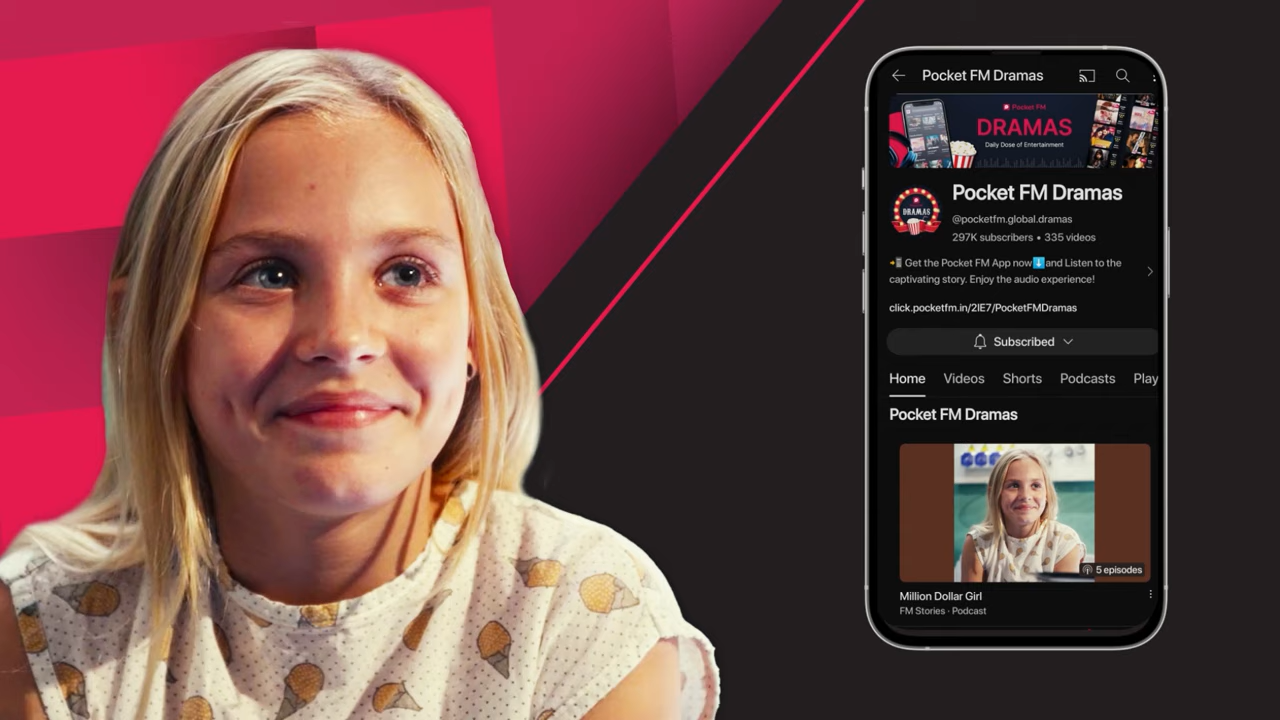 Pocket FM Dramas
Pocket FM
DRAMAS
Daily Dose of Entertainment
DRAMAS
Pocket FM Dramas
@pocketfm.global.dramas
297K subscribers • 335 videos
📲 Get the Pocket FM App now⬇️and Listen to the
captivating story. Enjoy the audio experience!
click.pocketfm.in/2IE7/PocketFMDramas
Subscribed
Home Videos Shorts Podcasts Play
Pocket FM Dramas
5 episodes
Million Dollar Girl
FM Stories · Podcast